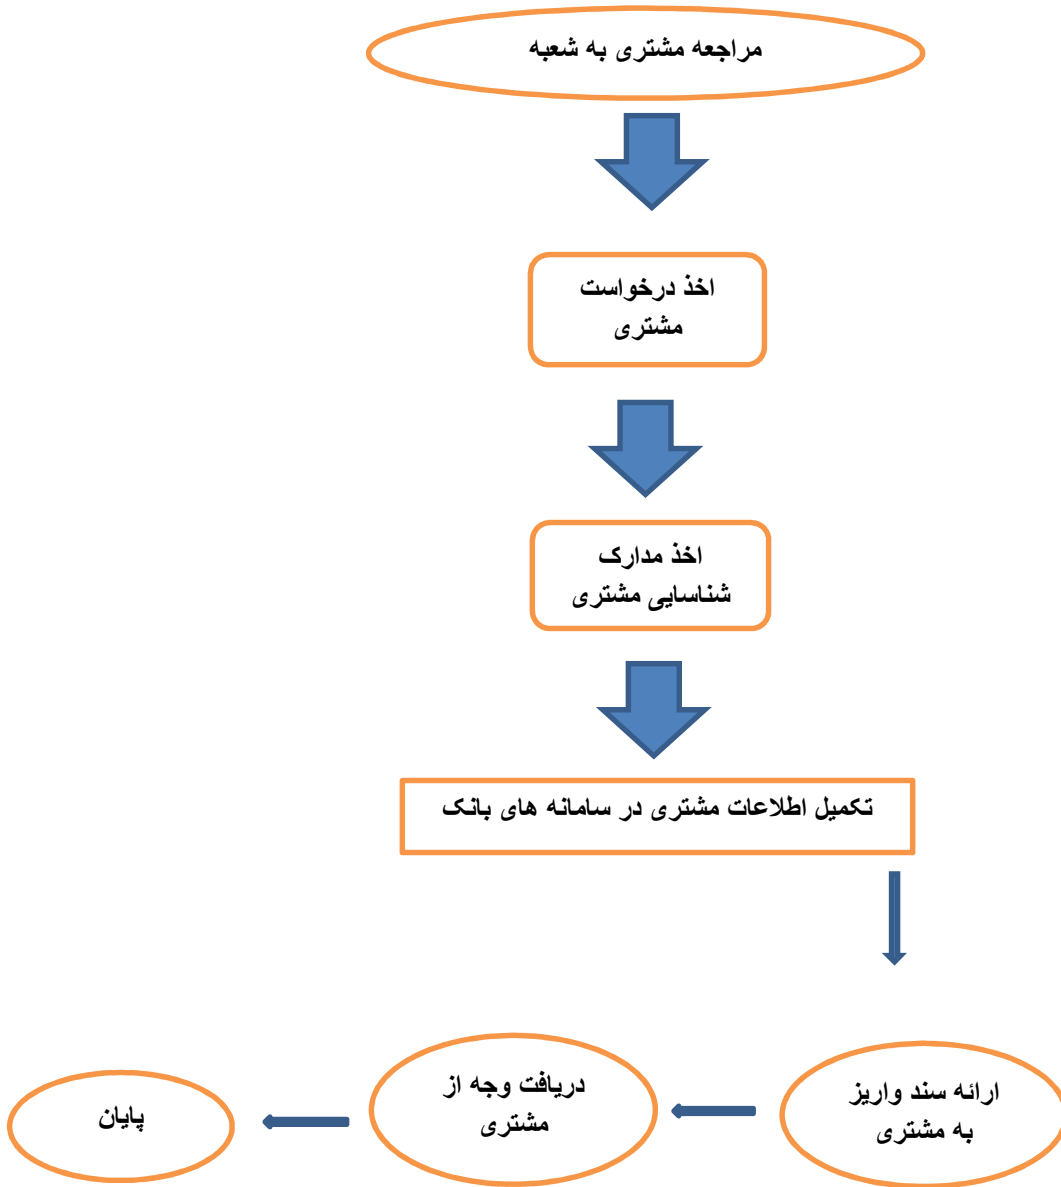 مراجعه مشتری به شعبه
اخذ درخواست
مشتری
اخذ مدارک
شناسایی مشتری
تکمیل اطلاعات مشتری در سامانه های بانک
ارائه سند واریز
به مشتری
دریافت وجه از
مشتری
پایان